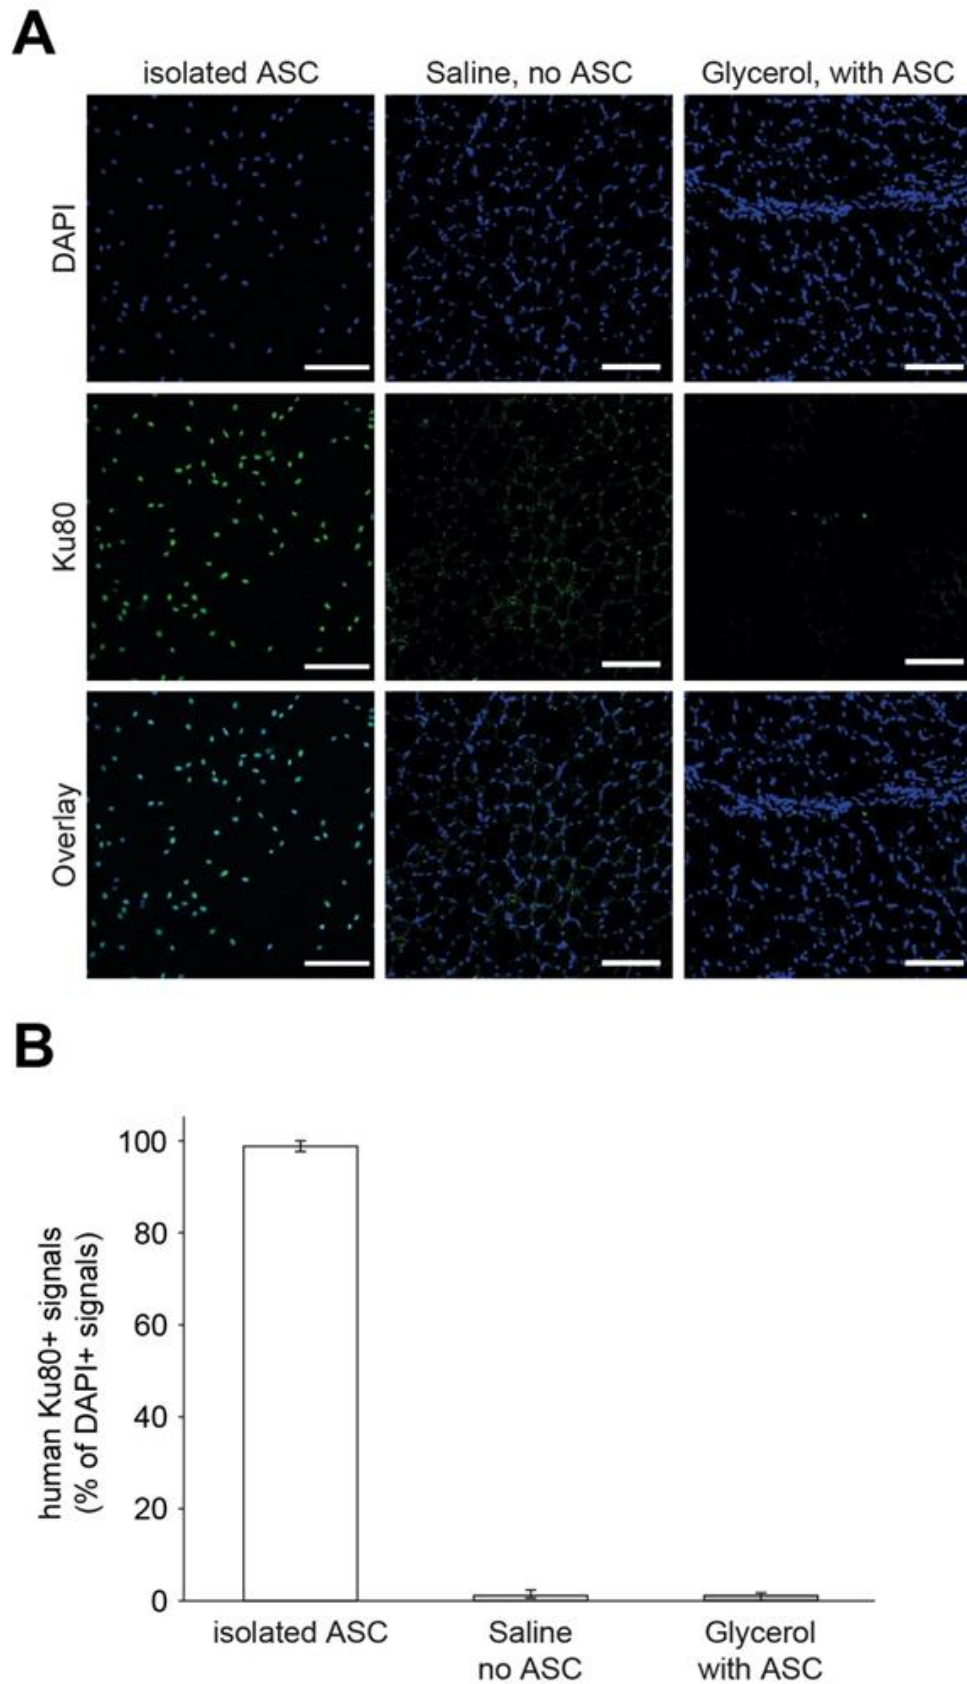 A
isolated ASC
Saline, no ASC
Glycerol, with ASC
DAPI
Ku80
Overlay
B
human Ku80+ signals
(% of DAPI+ signals)
100
80
60
40
20
0
isolated ASC
Saline
no ASC
Glycerol
with ASC